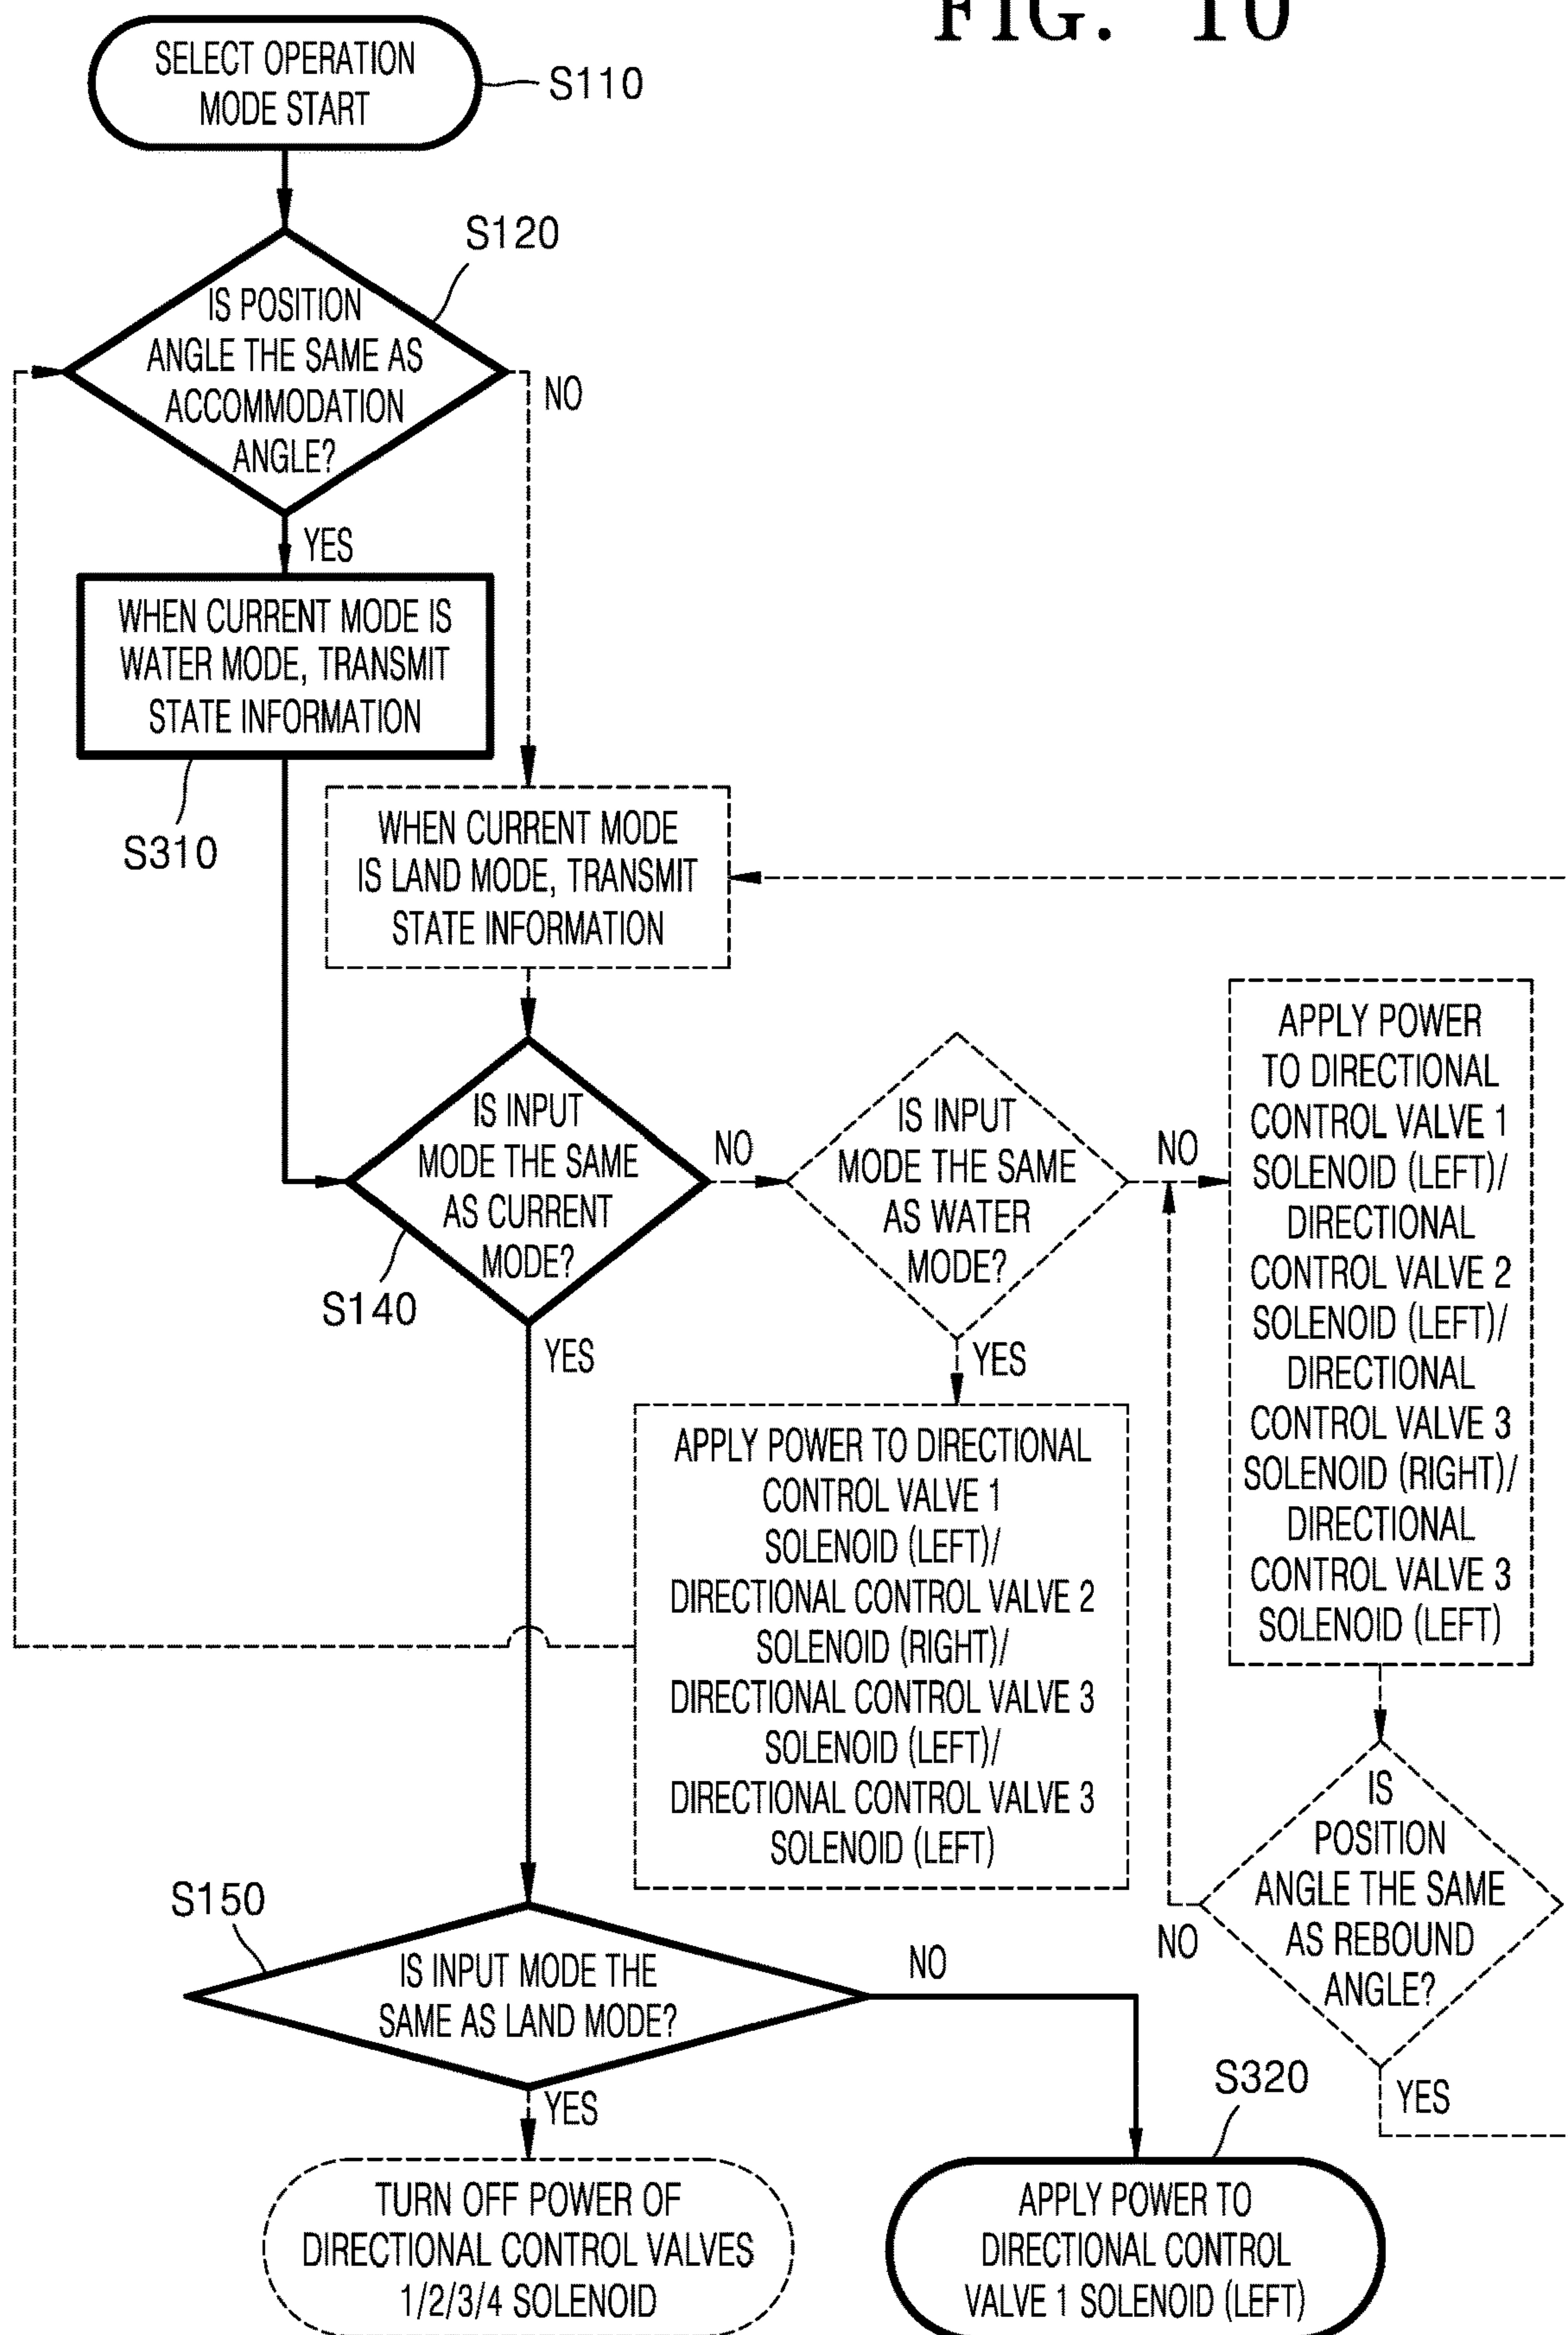 FIG. 10
SELECT OPERATION
MODE START
S110
S120
IS POSITION
ANGLE THE SAME AS
ACCOMMODATION
ANGLE?
NO
YES
WHEN CURRENT MODE IS
WATER MODE, TRANSMIT
STATE INFORMATION
S310
WHEN CURRENT MODE
IS LAND MODE, TRANSMIT
STATE INFORMATION
IS INPUT
MODE THE SAME
AS CURRENT
MODE?
S140
NO
YES
IS INPUT
MODE THE SAME
AS WATER
MODE?
NO
YES
APPLY POWER
TO DIRECTIONAL
CONTROL VALVE 1
SOLENOID (LEFT)/
DIRECTIONAL
CONTROL VALVE 2
SOLENOID (LEFT)/
DIRECTIONAL
CONTROL VALVE 3
SOLENOID (RIGHT)/
DIRECTIONAL
CONTROL VALVE 3
SOLENOID (LEFT)
APPLY POWER TO DIRECTIONAL
CONTROL VALVE 1
SOLENOID (LEFT)/
DIRECTIONAL CONTROL VALVE 2
SOLENOID (RIGHT)/
DIRECTIONAL CONTROL VALVE 3
SOLENOID (LEFT)/
DIRECTIONAL CONTROL VALVE 3
SOLENOID (LEFT)
IS
POSITION
ANGLE THE SAME
AS REBOUND
ANGLE?
NO
YES
S150
IS INPUT MODE THE
SAME AS LAND MODE?
NO
YES
S320
TURN OFF POWER OF
DIRECTIONAL CONTROL VALVES
1/2/3/4 SOLENOID
APPLY POWER TO
DIRECTIONAL CONTROL
VALVE 1 SOLENOID (LEFT)